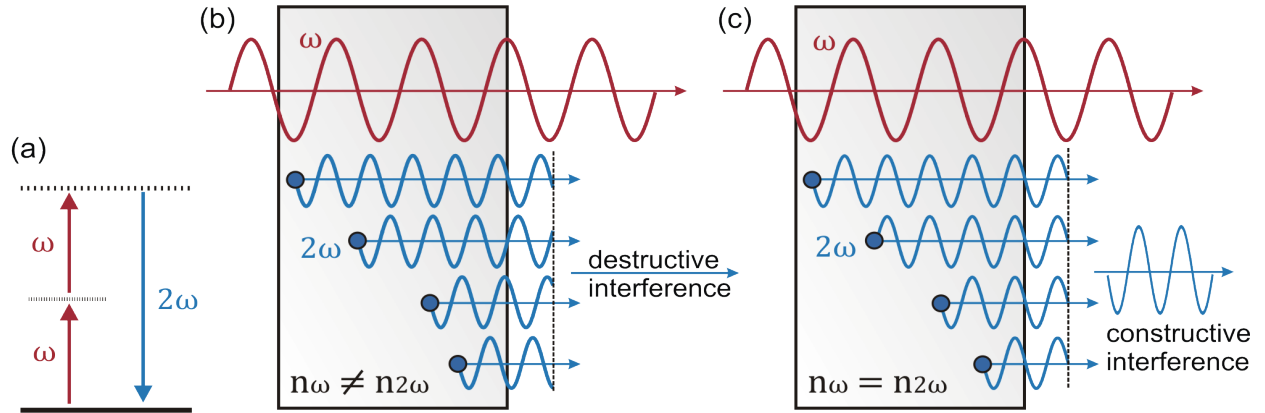 (a)
ω
ω
2ω
(b)
ω
2ω
destructive
interference
nω ≠ n2ω
(c)
ω
2ω
constructive
interference
nω = n2ω